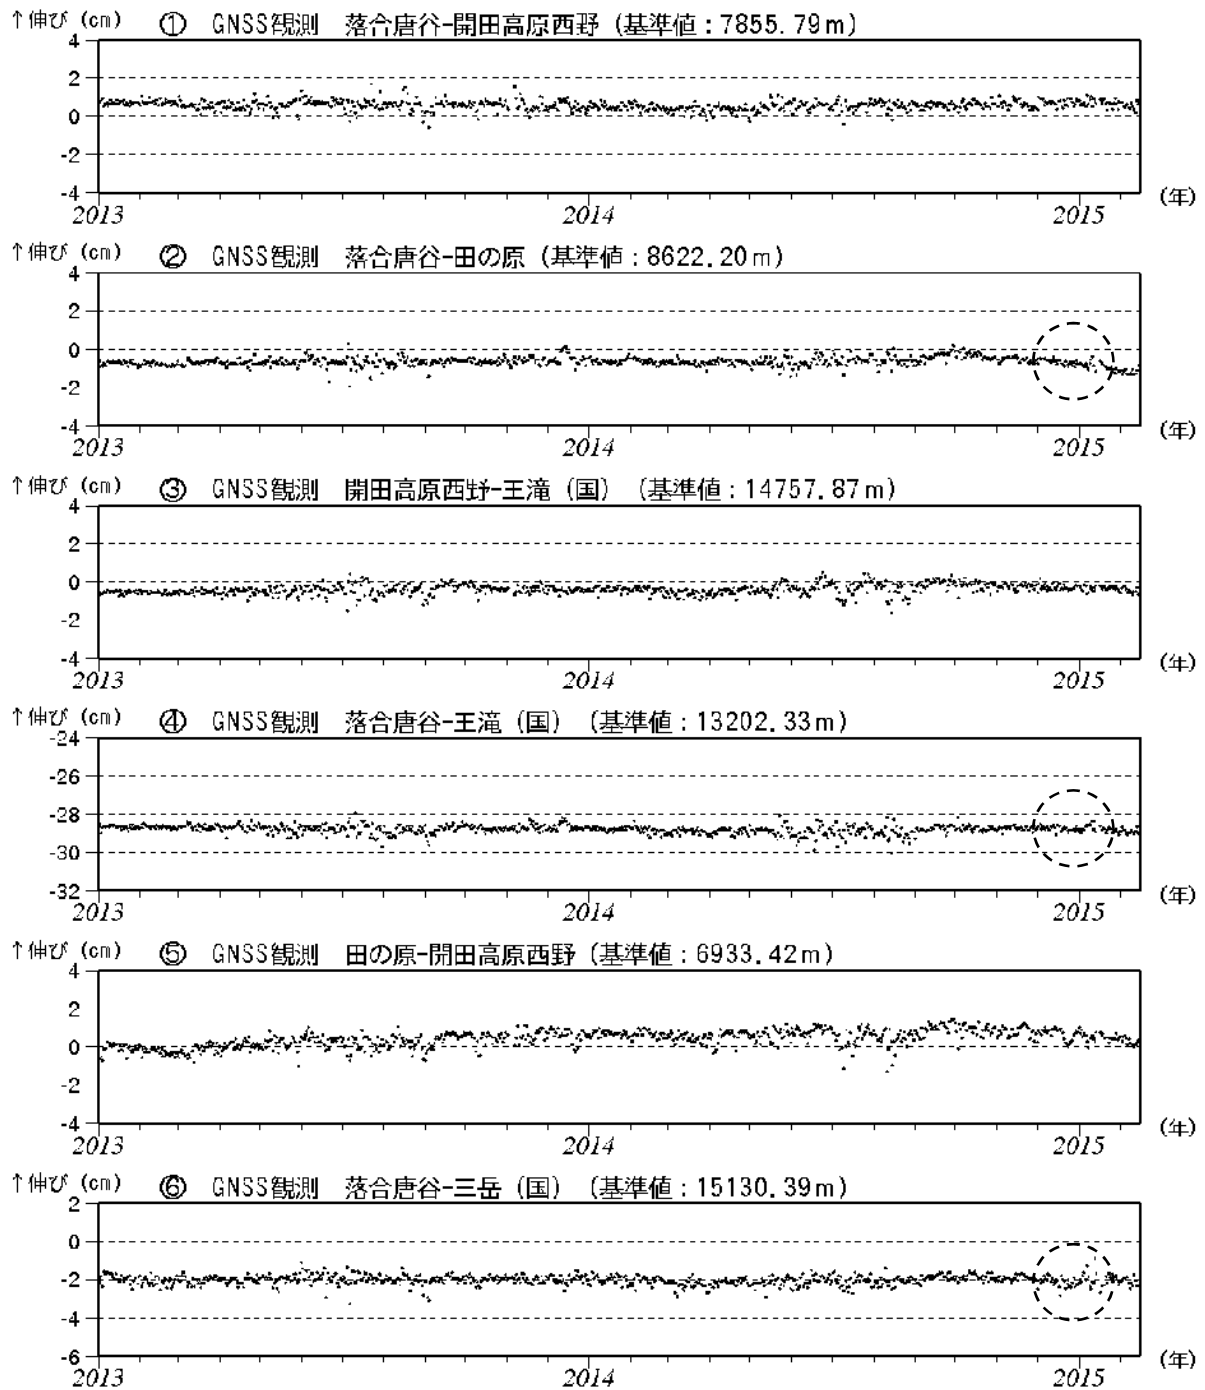 ↑伸び (cm) ① GNSS観測 落合唐谷-開田高原西野 (基準値:7855.79m)
4
2
0
-2
-4
2013 2014 2015 (年)
↑伸び (cm) ② GNSS観測 落合唐谷-田の原 (基準値:8622.20m)
4
2
0
-2
-4
2013 2014 2015 (年)
↑伸び (cm) ③ GNSS観測 開田高原西野-王滝 (国) (基準値:14757.87m)
4
2
0
-2
-4
2013 2014 2015 (年)
↑伸び (cm) ④ GNSS観測 落合唐谷-王滝 (国) (基準値:13202.33m)
-24
-26
-28
-30
-32
2013 2014 2015 (年)
↑伸び (cm) ⑤ GNSS観測 田の原-開田高原西野 (基準値:6933.42m)
4
2
0
-2
-4
2013 2014 2015 (年)
↑伸び (cm) ⑥ GNSS観測 落合唐谷-三岳 (国) (基準値:15130.39m)
2
0
-2
-4
-6
2013 2014 2015 (年)